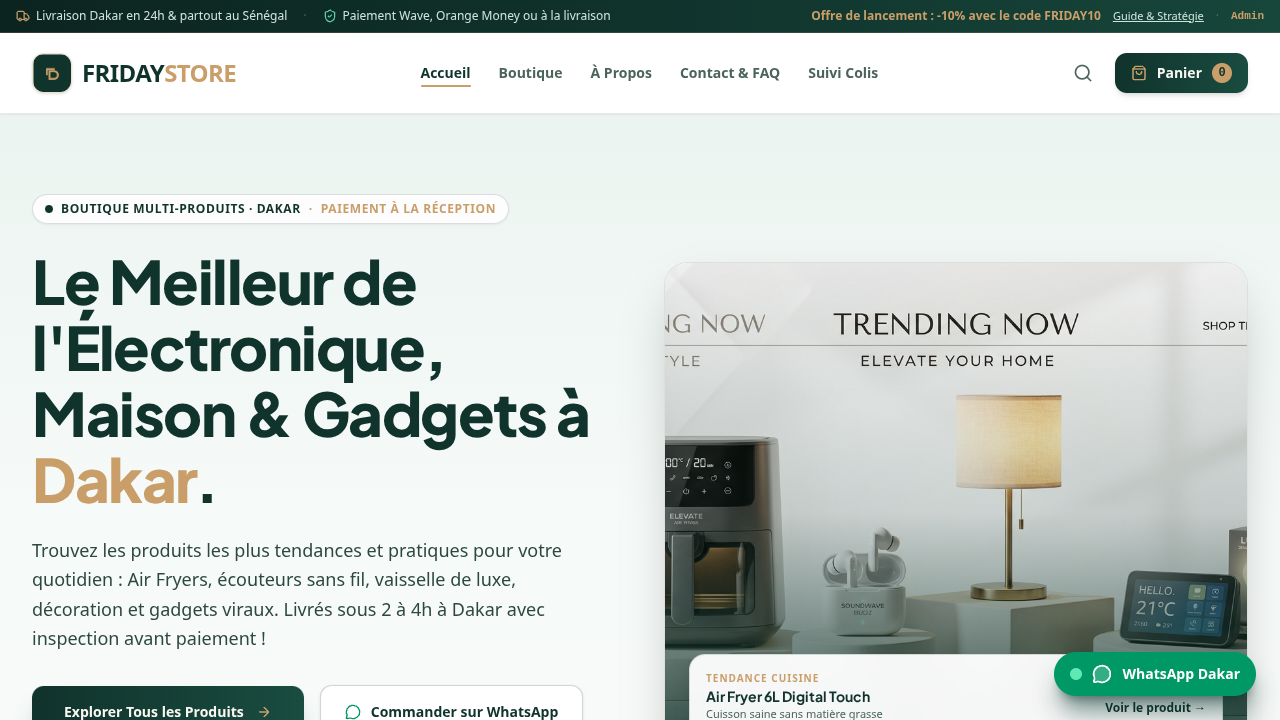 Livraison Dakar en 24h & partout au Sénégal · Paiement Wave, Orange Money ou à la livraison Offre de lancement : -10% avec le code FRIDAY10 Guide & Stratégie · Admin
FRIDAYSTORE Accueil Boutique À Propos Contact & FAQ Suivi Colis Panier 0
BOUTIQUE MULTI-PRODUITS · DAKAR · PAIEMENT À LA RÉCEPTION
Le Meilleur de
l'Électronique,
Maison & Gadgets à
Dakar.
Trouvez les produits les plus tendances et pratiques pour votre
quotidien : Air Fryers, écouteurs sans fil, vaisselle de luxe,
décoration et gadgets viraux. Livrés sous 2 à 4h à Dakar avec
inspection avant paiement !
Explorer Tous les Produits → Commander sur WhatsApp
NG NOW TRENDING NOW SHOP
TYLE ELEVATE YOUR HOME
ELEVATE
SOUNDWAVE
HELLO.
21°C
TENDANCE CUISINE
Air Fryer 6L Digital Touch
Cuisson saine sans matière grasse
Voir le produit →
WhatsApp Dakar